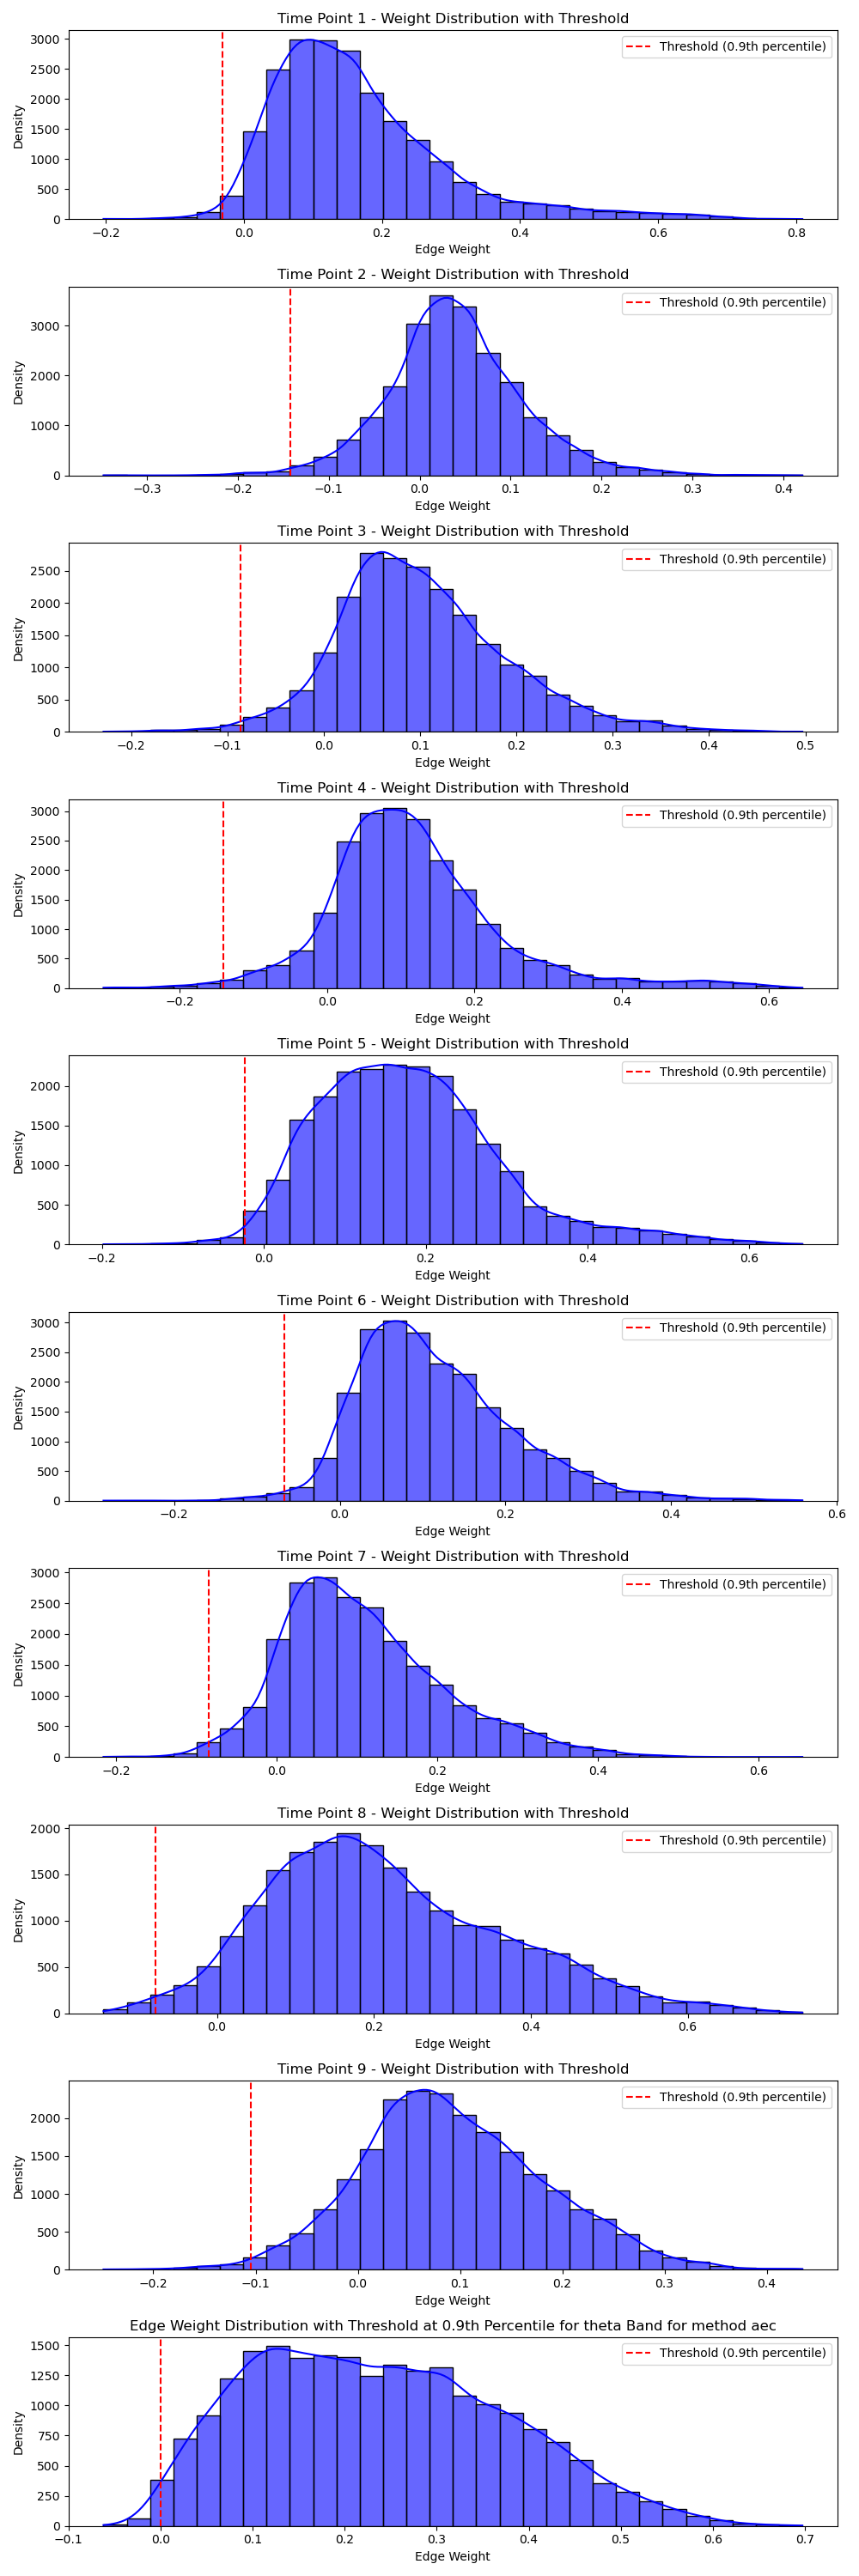 Time Point 1 - Weight Distribution with Threshold
Threshold (0.9th percentile)
Density
3000
2500
2000
1500
1000
500
0
−0.2 0.0 0.2 0.4 0.6 0.8
Edge Weight
Time Point 2 - Weight Distribution with Threshold
Threshold (0.9th percentile)
Density
3000
2000
1000
0
−0.3 −0.2 −0.1 0.0 0.1 0.2 0.3 0.4
Edge Weight
Time Point 3 - Weight Distribution with Threshold
Threshold (0.9th percentile)
Density
2500
2000
1500
1000
500
0
−0.2 −0.1 0.0 0.1 0.2 0.3 0.4 0.5
Edge Weight
Time Point 4 - Weight Distribution with Threshold
Threshold (0.9th percentile)
Density
3000
2500
2000
1500
1000
500
0
−0.2 0.0 0.2 0.4 0.6
Edge Weight
Time Point 5 - Weight Distribution with Threshold
Threshold (0.9th percentile)
Density
2000
1500
1000
500
0
−0.2 0.0 0.2 0.4 0.6
Edge Weight
Time Point 6 - Weight Distribution with Threshold
Threshold (0.9th percentile)
Density
3000
2500
2000
1500
1000
500
0
−0.2 0.0 0.2 0.4 0.6
Edge Weight
Time Point 7 - Weight Distribution with Threshold
Threshold (0.9th percentile)
Density
3000
2500
2000
1500
1000
500
0
−0.2 0.0 0.2 0.4 0.6
Edge Weight
Time Point 8 - Weight Distribution with Threshold
Threshold (0.9th percentile)
Density
2000
1500
1000
500
0
0.0 0.2 0.4 0.6
Edge Weight
Time Point 9 - Weight Distribution with Threshold
Threshold (0.9th percentile)
Density
2000
1500
1000
500
0
−0.2 −0.1 0.0 0.1 0.2 0.3 0.4
Edge Weight
Edge Weight Distribution with Threshold at 0.9th Percentile for theta Band for method aec
Threshold (0.9th percentile)
Density
1500
1250
1000
750
500
250
0
−0.1 0.0 0.1 0.2 0.3 0.4 0.5 0.6 0.7
Edge Weight